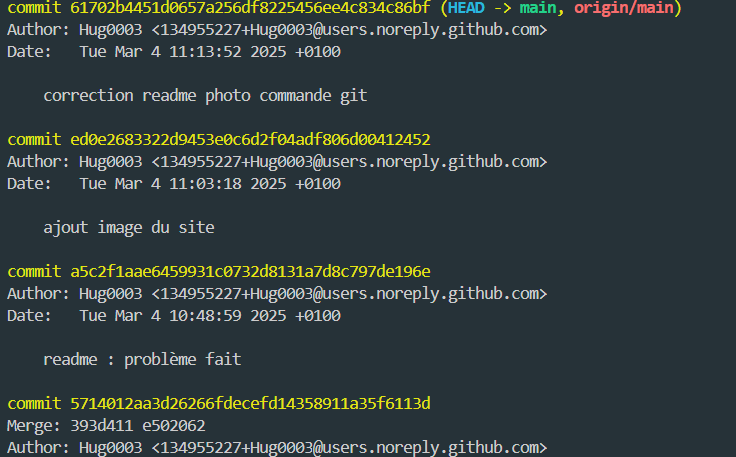 commit 61702b4451d0657a256df8225456ee4c834c86bf (HEAD -> main, origin/main)
Author: Hug0003 <134955227+Hug0003@users.noreply.github.com>
Date:   Tue Mar 4 11:13:52 2025 +0100
correction readme photo commande git
commit ed0e2683322d9453e0c6d2f04adf806d00412452
Author: Hug0003 <134955227+Hug0003@users.noreply.github.com>
Date:   Tue Mar 4 11:03:18 2025 +0100
ajout image du site
commit a5c2f1aae6459931c0732d8131a7d8c797de196e
Author: Hug0003 <134955227+Hug0003@users.noreply.github.com>
Date:   Tue Mar 4 10:48:59 2025 +0100
readme : problème fait
commit 5714012aa3d26266fdecefd14358911a35f6113d
Merge: 393d411 e502062
Author: Hug0003 <134955227+Hug0003@users.noreply.github.com>